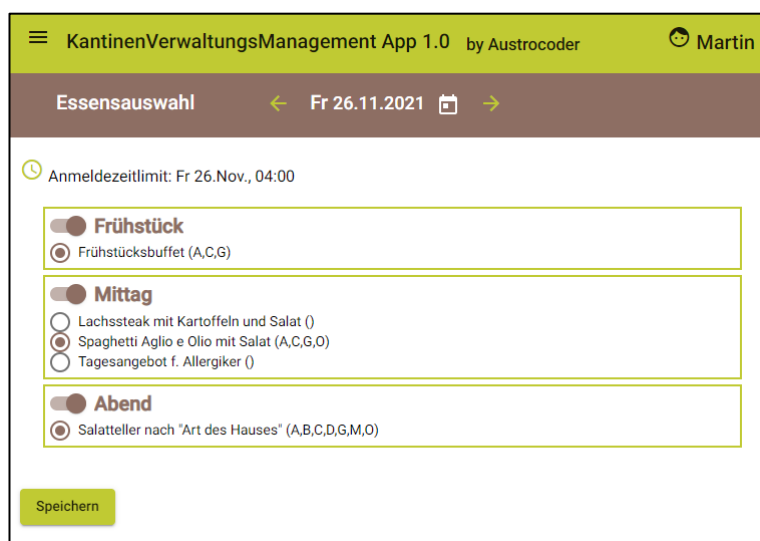 KantinenVerwaltungsManagement App 1.0 by Austrocoder Martin
Essensauswahl Fr 26.11.2021
Anmeldezeitlimit: Fr 26.Nov., 04:00
Frühstück
Frühstücksbuffet (A,C,G)
Mittag
Lachssteak mit Kartoffeln und Salat ()
Spaghetti Aglio e Olio mit Salat (A,C,G,O)
Tagesangebot f. Allergiker ()
Abend
Salatteller nach "Art des Hauses" (A,B,C,D,G,M,O)
Speichern